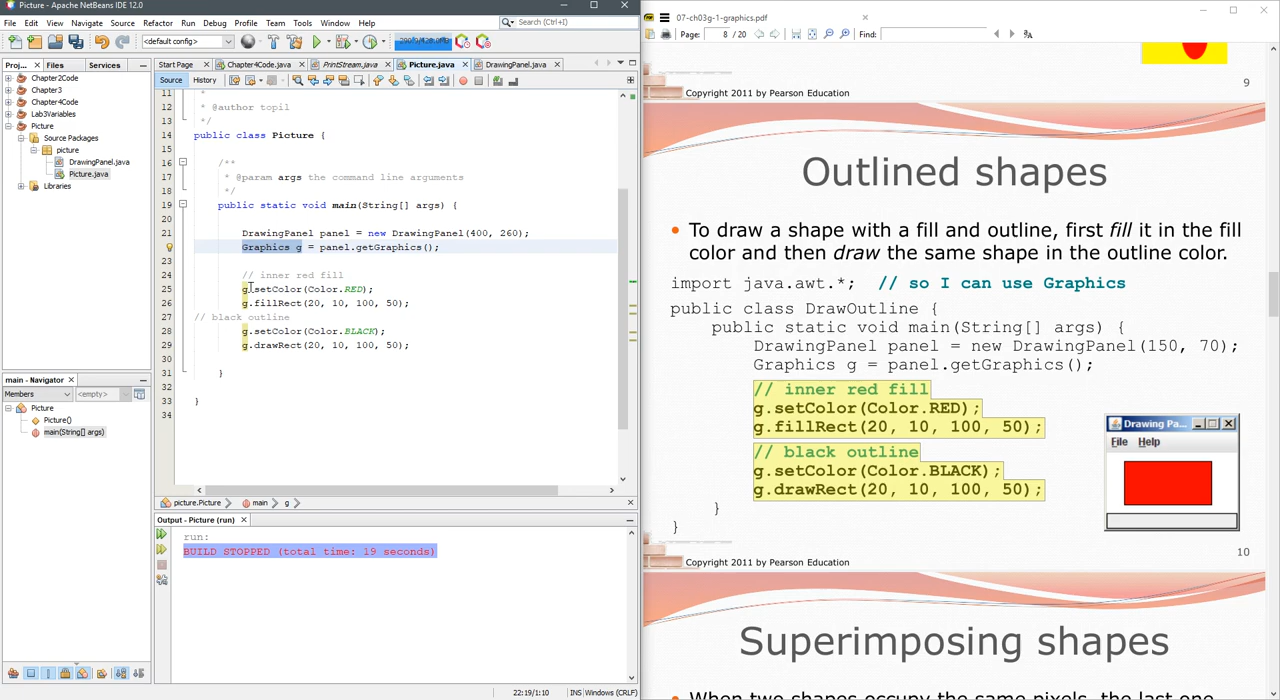 Picture - Apache NetBeans IDE 12.0
File Edit View Navigate Source Refactor Run Debug Profile Team Tools Window Help
Search (Ctrl+I)
<default config>
Proj... Files Services
Chapter2Code
Chapter3
Chapter4Code
Lab3Variables
Picture
Source Packages
picture
DrawingPanel.java
Picture.java
Libraries
main - Navigator
Members <empty>
Picture
Picture()
main(String[] args)
Start Page Chapter4Code.java PrintStream.java Picture.java DrawingPanel.java
Source History
11 *
12 * @author topil
13 */
14 public class Picture {
15
16 /**
17 * @param args the command line arguments
18 */
19 public static void main(String[] args) {
20
21 DrawingPanel panel = new DrawingPanel(400, 260);
Graphics g = panel.getGraphics();
23
24 // inner red fill
25 g.setColor(Color.RED);
26 g.fillRect(20, 10, 100, 50);
27 // black outline
28 g.setColor(Color.BLACK);
29 g.drawRect(20, 10, 100, 50);
30
31 }
32
33 }
34
picture.Picture main g
Output - Picture (run)
run:
BUILD STOPPED (total time: 19 seconds)
22:19/1:10 INS Windows (CRLF)
07-ch03g-1-graphics.pdf
Page: 8 / 20 Find:
Copyright 2011 by Pearson Education 9
Outlined shapes
• To draw a shape with a fill and outline, first fill it in the fill
color and then draw the same shape in the outline color.
import java.awt.*; // so I can use Graphics
public class DrawOutline {
public static void main(String[] args) {
DrawingPanel panel = new DrawingPanel(150, 70);
Graphics g = panel.getGraphics();
// inner red fill
g.setColor(Color.RED);
g.fillRect(20, 10, 100, 50);
// black outline
g.setColor(Color.BLACK);
g.drawRect(20, 10, 100, 50);
}
}
Drawing Pa...
File Help
10
Copyright 2011 by Pearson Education
Superimposing shapes
• When two shapes occupy the same pixels, the last one